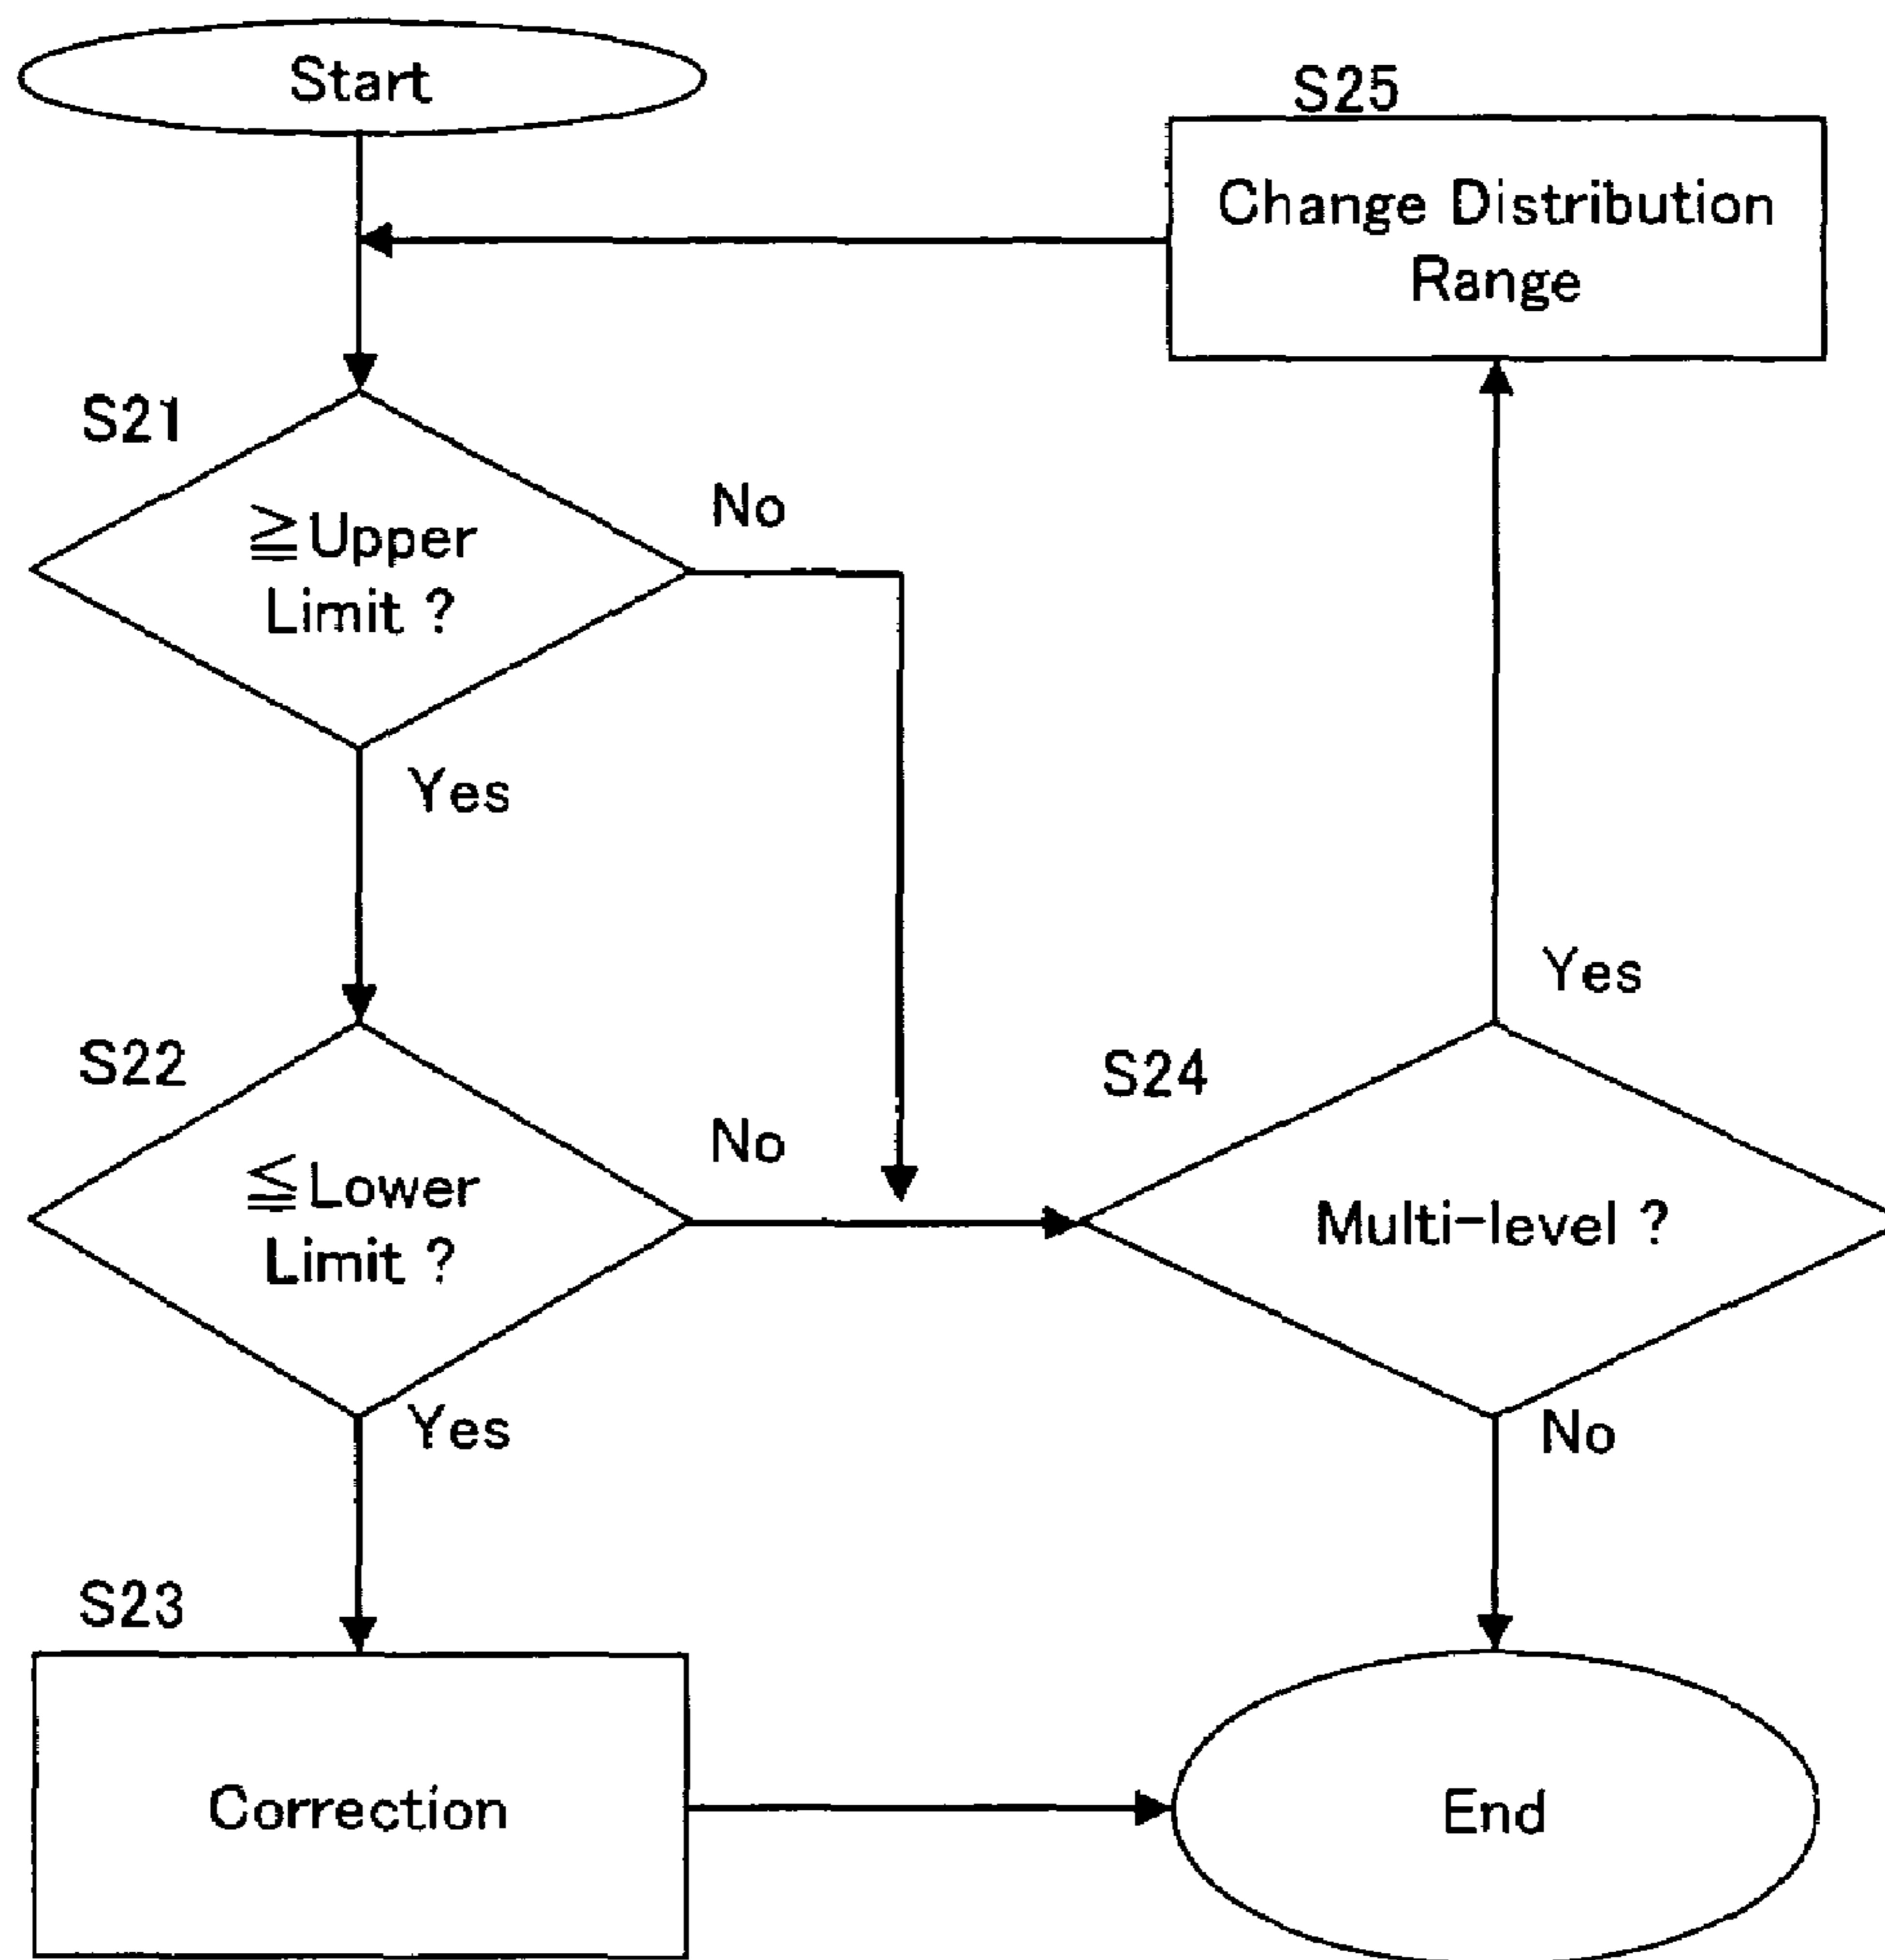 Start
S25
Change Distribution
Range
S21
≧Upper
Limit ?
No
Yes
S22
≦Lower
Limit ?
No
Yes
S24
Multi-level ?
Yes
No
S23
Correction
End